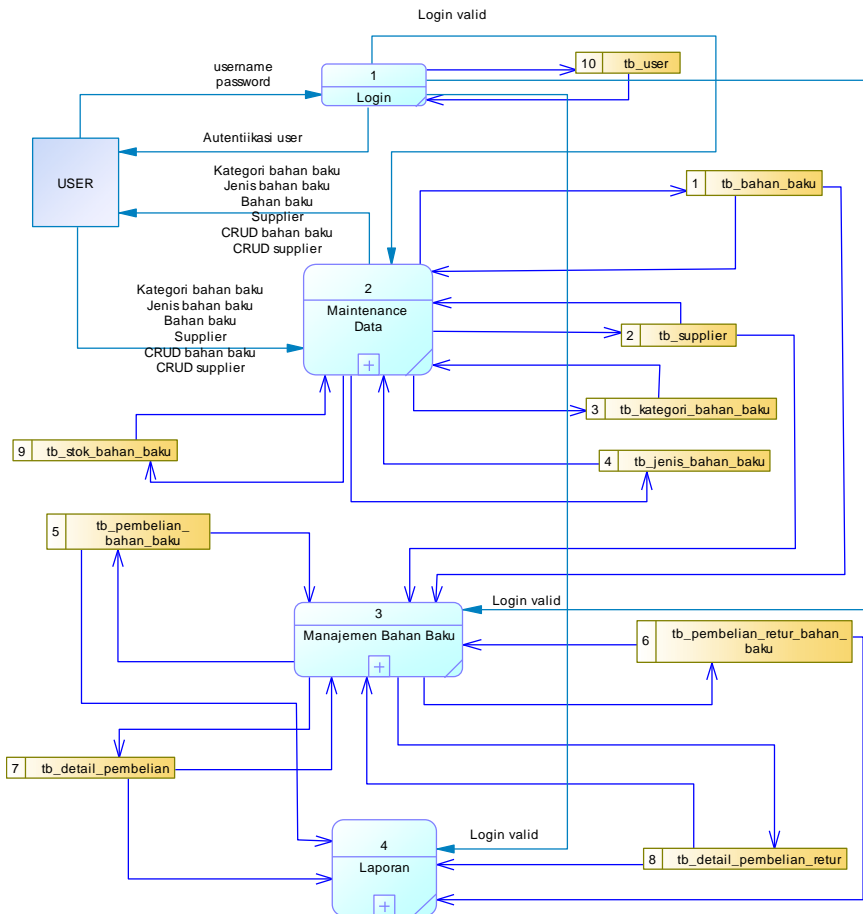 Login valid
username
password
1
Login
10 tb_user
Autentiikasi user
USER
Kategori bahan baku
Jenis bahan baku
Bahan baku
Supplier
CRUD bahan baku
CRUD supplier
1 tb_bahan_baku
2
Maintenance
Data
Kategori bahan baku
Jenis bahan baku
Bahan baku
Supplier
CRUD bahan baku
CRUD supplier
2 tb_supplier
3 tb_kategori_bahan_baku
9 tb_stok_bahan_baku
4 tb_jenis_bahan_baku
5 tb_pembelian_
bahan_baku
Login valid
3
Manajemen Bahan Baku
6 tb_pembelian_retur_bahan_
baku
7 tb_detail_pembelian
Login valid
4
Laporan
8 tb_detail_pembelian_retur